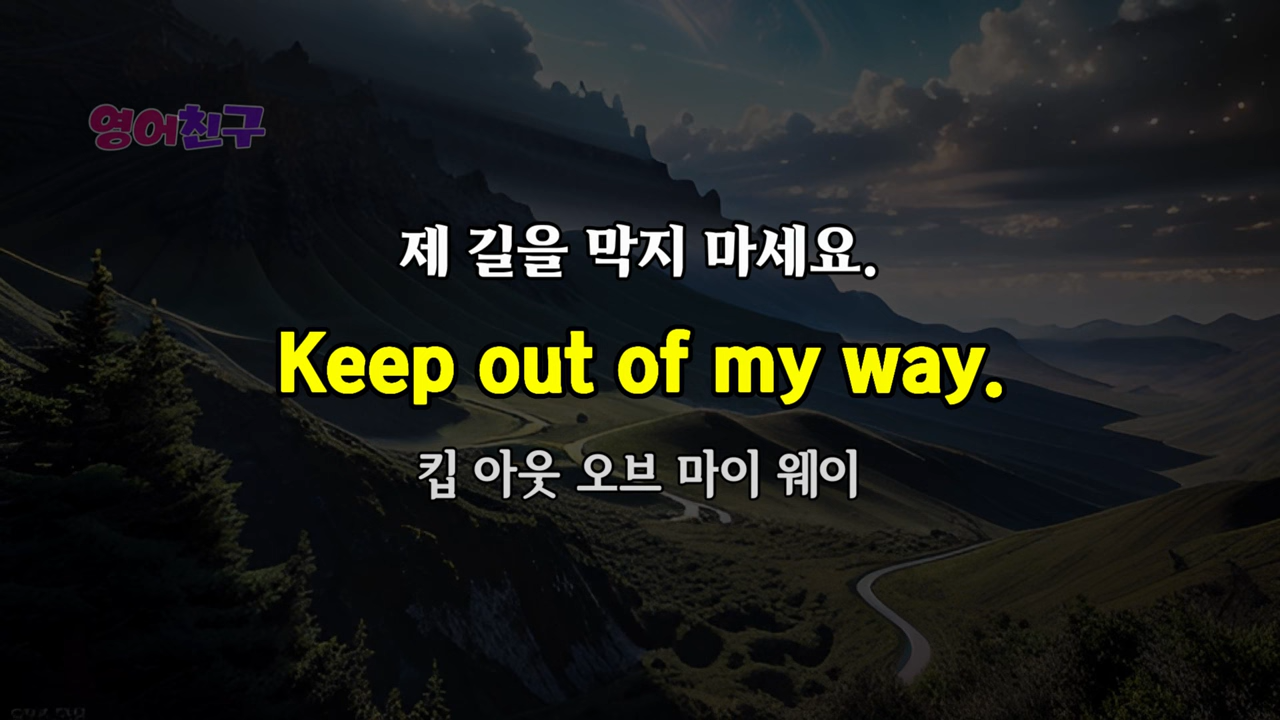 영어친구
제 길을 막지 마세요.
Keep out of my way.
킵 아웃 오브 마이 웨이